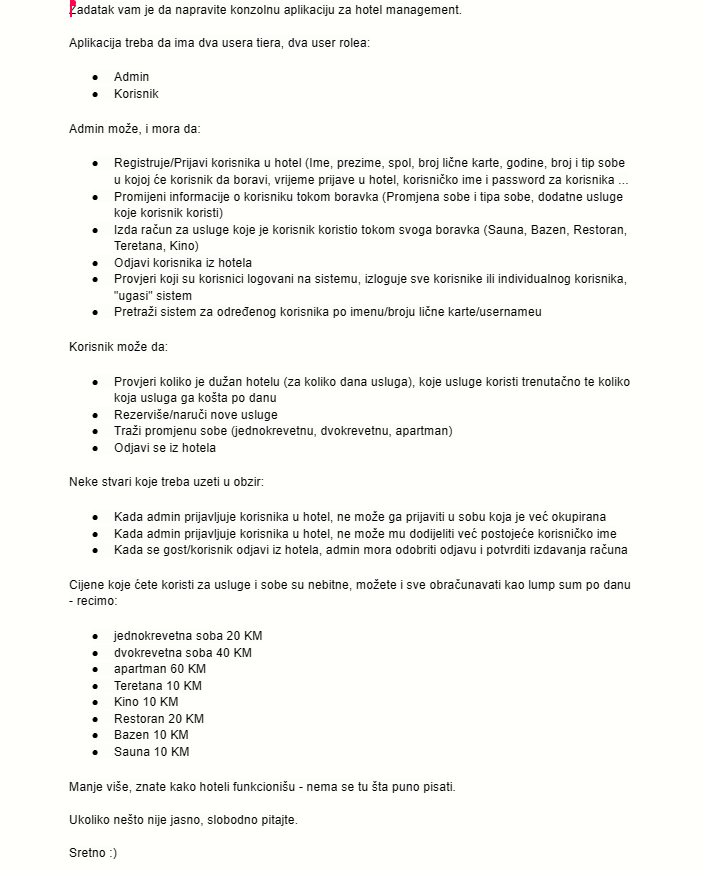 Zadatak vam je da napravite konzolnu aplikaciju za hotel management.
Aplikacija treba da ima dva usera tiera, dva user rolea:
● Admin
● Korisnik
Admin može, i mora da:
● Registruje/Prijavi korisnika u hotel (Ime, prezime, spol, broj lične karte, godine, broj i tip sobe
u kojoj će korisnik da boravi, vrijeme prijave u hotel, korisničko ime i password za korisnika ...
● Promijeni informacije o korisniku tokom boravka (Promjena sobe i tipa sobe, dodatne usluge
koje korisnik koristi)
● Izda račun za usluge koje je korisnik koristio tokom svoga boravka (Sauna, Bazen, Restoran,
Teretana, Kino)
● Odjavi korisnika iz hotela
● Provjeri koji su korisnici logovani na sistemu, izloguje sve korisnike ili individualnog korisnika,
"ugasi" sistem
● Pretraži sistem za određenog korisnika po imenu/broju lične karte/usernameu
Korisnik može da:
● Provjeri koliko je dužan hotelu (za koliko dana usluga), koje usluge koristi trenutačno te koliko
koja usluga ga košta po danu
● Rezerviše/naruči nove usluge
● Traži promjenu sobe (jednokrevetnu, dvokrevetnu, apartman)
● Odjavi se iz hotela
Neke stvari koje treba uzeti u obzir:
● Kada admin prijavljuje korisnika u hotel, ne može ga prijaviti u sobu koja je već okupirana
● Kada admin prijavljuje korisnika u hotel, ne može mu dodijeliti već postojeće korisničko ime
● Kada se gost/korisnik odjavi iz hotela, admin mora odobriti odjavu i potvrditi izdavanja računa
Cijene koje ćete koristi za usluge i sobe su nebitne, možete i sve obračunavati kao lump sum po danu
- recimo:
● jednokrevetna soba 20 KM
● dvokrevetna soba 40 KM
● apartman 60 KM
● Teretana 10 KM
● Kino 10 KM
● Restoran 20 KM
● Bazen 10 KM
● Sauna 10 KM
Manje više, znate kako hoteli funkcionišu - nema se tu šta puno pisati.
Ukoliko nešto nije jasno, slobodno pitajte.
Sretno :)